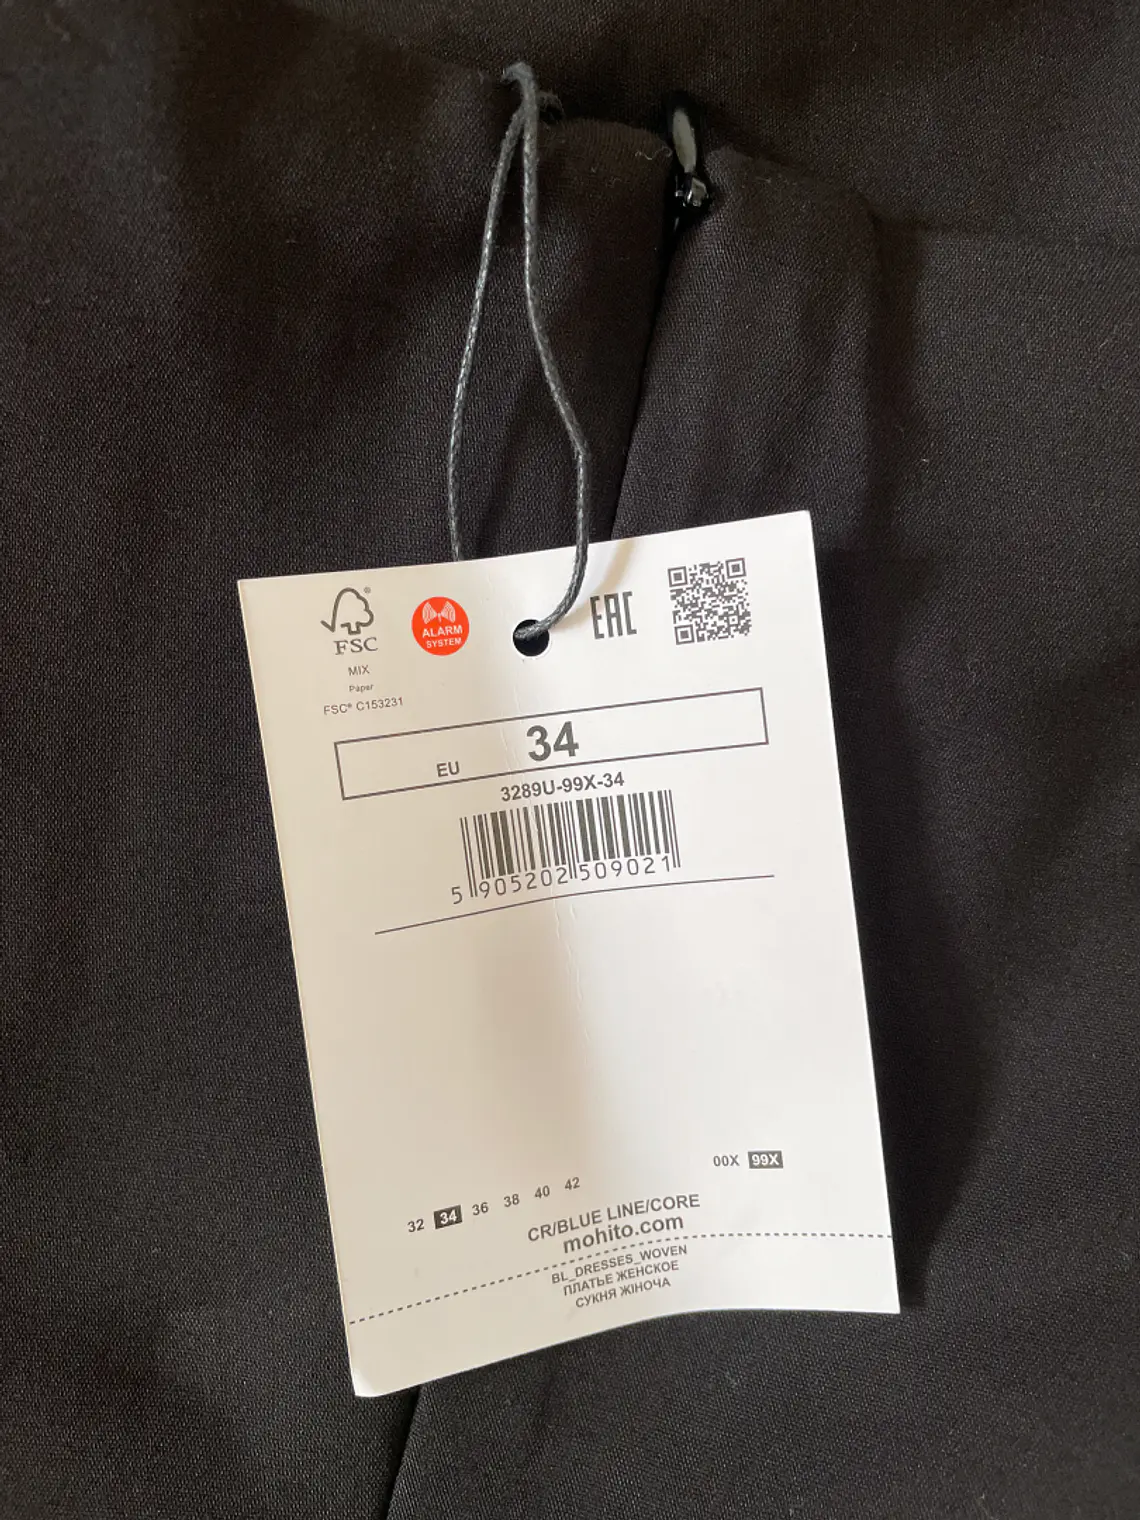 FSC®
MIX
Paper
FSC® C153231
ALARM
SYSTEM
EAC
EU 34
3289U-99X-34
5 905202 509021
00X 99X
32 34 36 38 40 42
CR/BLUE LINE/CORE
mohito.com
BL_DRESSES_WOVEN
ПЛАТЬЕ ЖЕНСКОЕ
СУКНЯ ЖІНОЧА